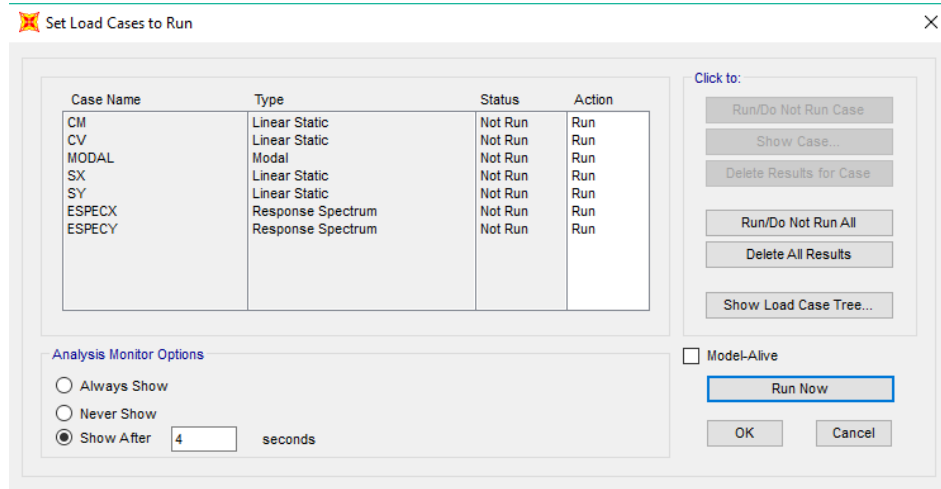 Set Load Cases to Run
Case Name Type Status Action
CM Linear Static Not Run Run
CV Linear Static Not Run Run
MODAL Modal Not Run Run
SX Linear Static Not Run Run
SY Linear Static Not Run Run
ESPECX Response Spectrum Not Run Run
ESPECY Response Spectrum Not Run Run
Click to:
Run/Do Not Run Case
Show Case...
Delete Results for Case
Run/Do Not Run All
Delete All Results
Show Load Case Tree...
Analysis Monitor Options
Always Show
Never Show
Show After 4 seconds
Model-Alive
Run Now
OK Cancel